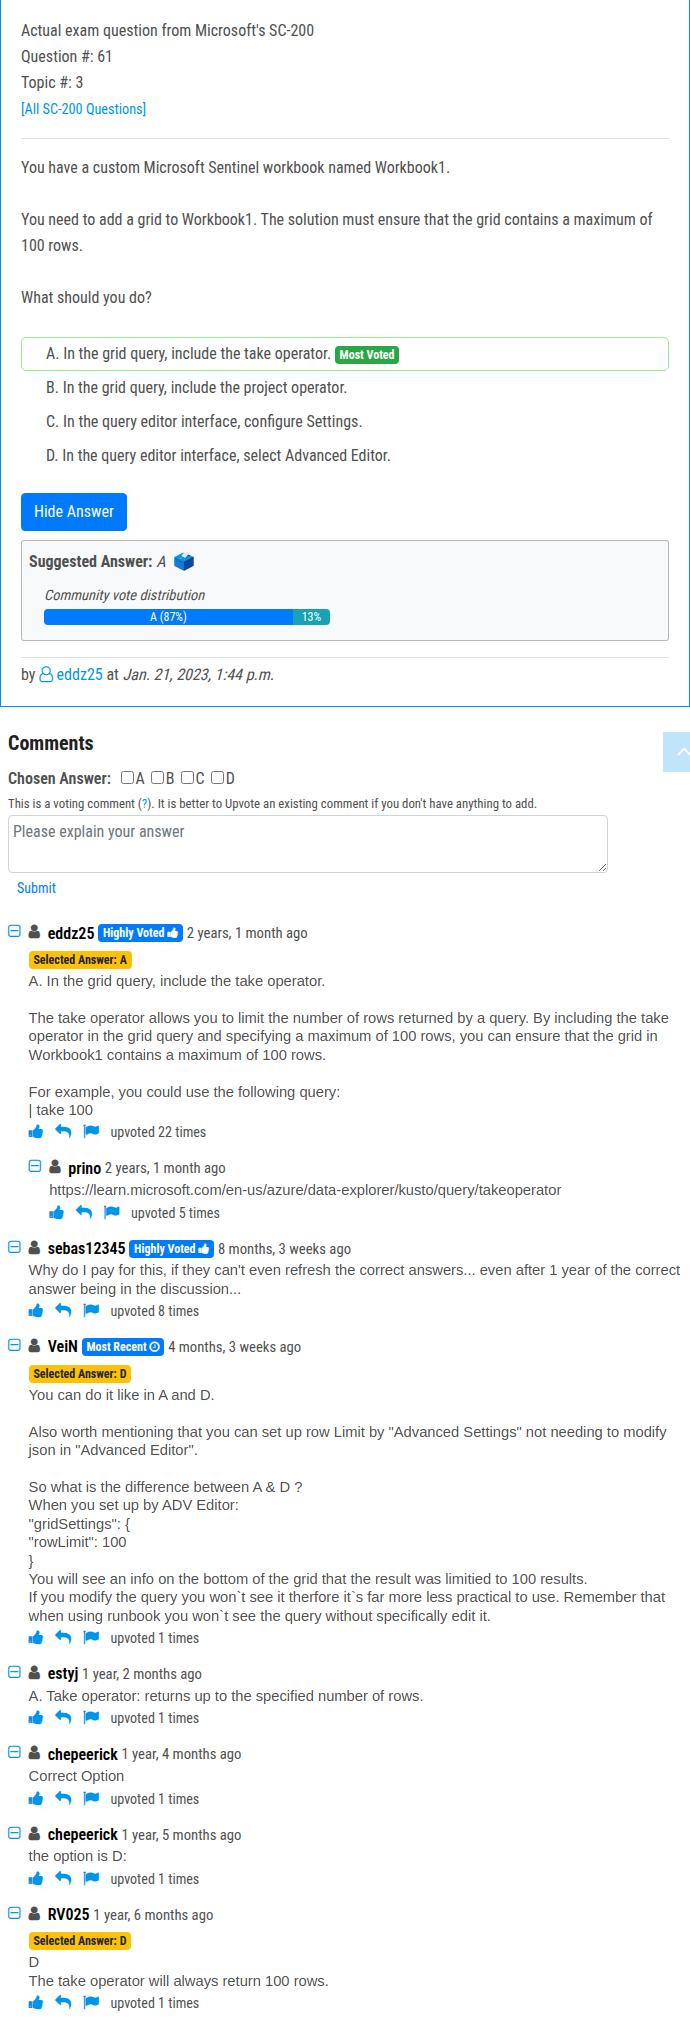 Actual exam question from Microsoft's SC-200
Question #: 61
Topic #: 3
[All SC-200 Questions]
You have a custom Microsoft Sentinel workbook named Workbook1.
You need to add a grid to Workbook1. The solution must ensure that the grid contains a maximum of
100 rows.
What should you do?
A. In the grid query, include the take operator. Most Voted
B. In the grid query, include the project operator.
C. In the query editor interface, configure Settings.
D. In the query editor interface, select Advanced Editor.
Hide Answer
Suggested Answer: A
Community vote distribution
A (87%) 13%
by eddz25 at Jan. 21, 2023, 1:44 p.m.
Comments
Chosen Answer: A B C D
This is a voting comment (?). It is better to Upvote an existing comment if you don't have anything to add.
Please explain your answer
Submit
eddz25 Highly Voted 2 years, 1 month ago
Selected Answer: A
A. In the grid query, include the take operator.
The take operator allows you to limit the number of rows returned by a query. By including the take
operator in the grid query and specifying a maximum of 100 rows, you can ensure that the grid in
Workbook1 contains a maximum of 100 rows.
For example, you could use the following query:
| take 100
upvoted 22 times
prino 2 years, 1 month ago
https://learn.microsoft.com/en-us/azure/data-explorer/kusto/query/takeoperator
upvoted 5 times
sebas12345 Highly Voted 8 months, 3 weeks ago
Why do I pay for this, if they can't even refresh the correct answers... even after 1 year of the correct
answer being in the discussion...
upvoted 8 times
VeiN Most Recent 4 months, 3 weeks ago
Selected Answer: D
You can do it like in A and D.
Also worth mentioning that you can set up row Limit by "Advanced Settings" not needing to modify
json in "Advanced Editor".
So what is the difference between A & D ?
When you set up by ADV Editor:
"gridSettings": {
"rowLimit": 100
}
You will see an info on the bottom of the grid that the result was limitied to 100 results.
If you modify the query you won`t see it therfore it`s far more less practical to use. Remember that
when using runbook you won`t see the query without specifically edit it.
upvoted 1 times
estyj 1 year, 2 months ago
A. Take operator: returns up to the specified number of rows.
upvoted 1 times
chepeerick 1 year, 4 months ago
Correct Option
upvoted 1 times
chepeerick 1 year, 5 months ago
the option is D:
upvoted 1 times
RV025 1 year, 6 months ago
Selected Answer: D
D
The take operator will always return 100 rows.
upvoted 1 times